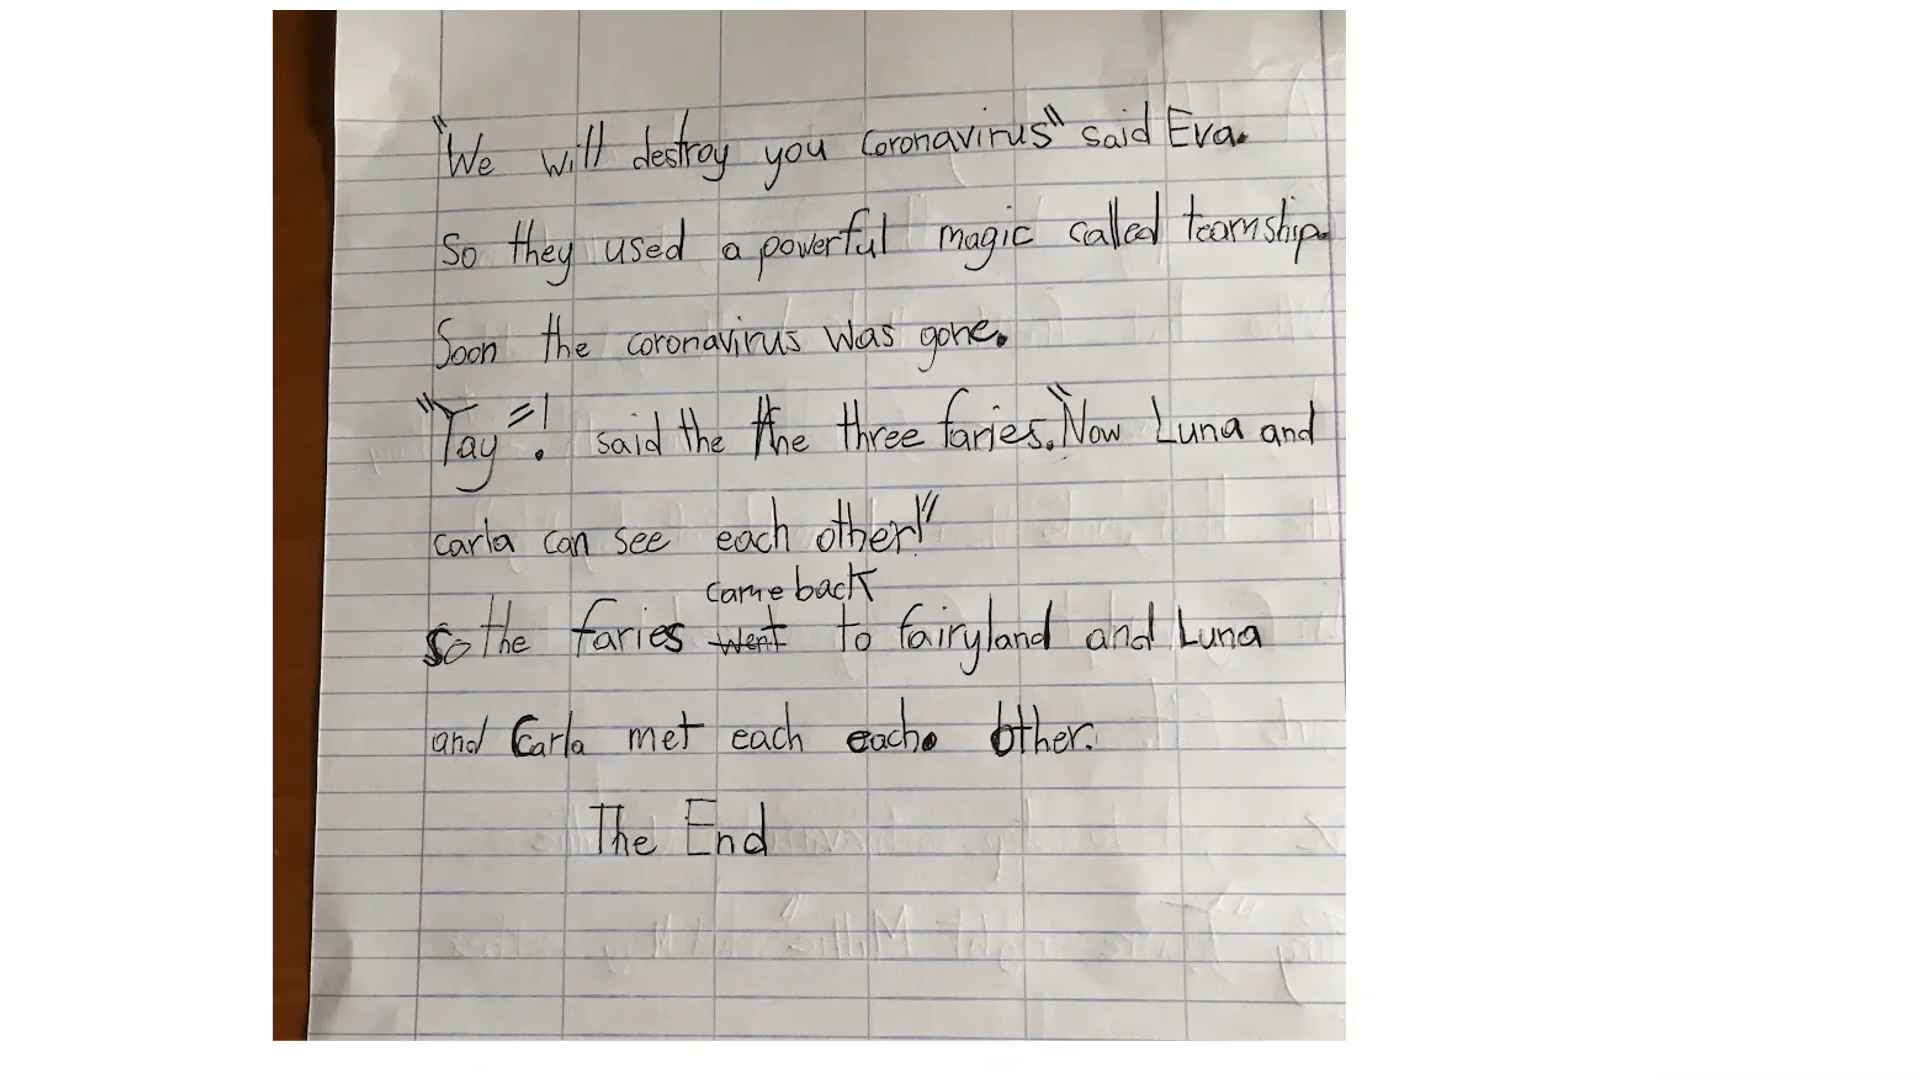 "We will destroy you coronavirus" said Eva.
So they used a powerful magic called teamship.
Soon the coronavirus was gone.
"Yay"! said the the three faries."Now Luna and
carla can see each other!"
came back
so the faries went to fairyland and Luna
and Carla met each each other.
The End